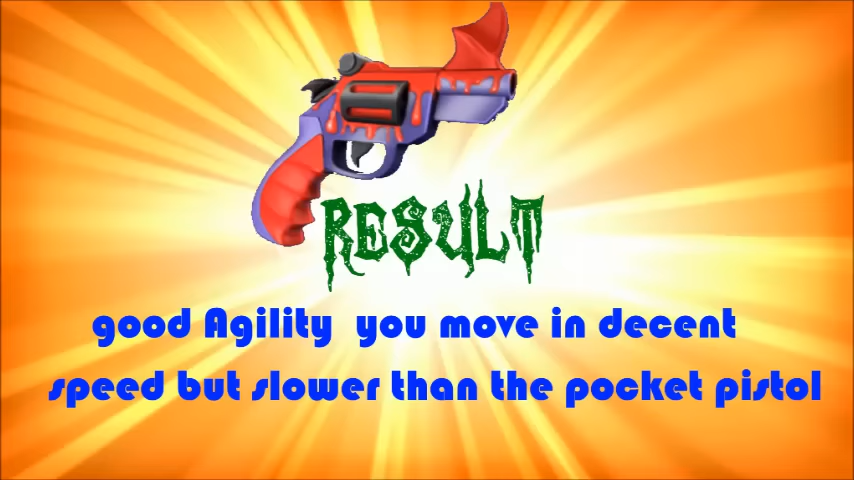 RESULT
good Agility you move in decent
speed but slower than the pocket pistol